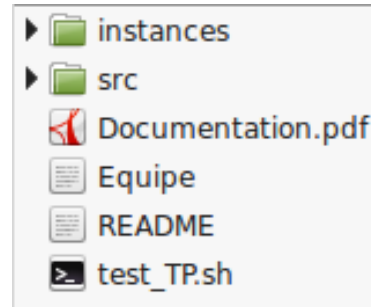 instances
src
Documentation.pdf
Equipe
README
test_TP.sh